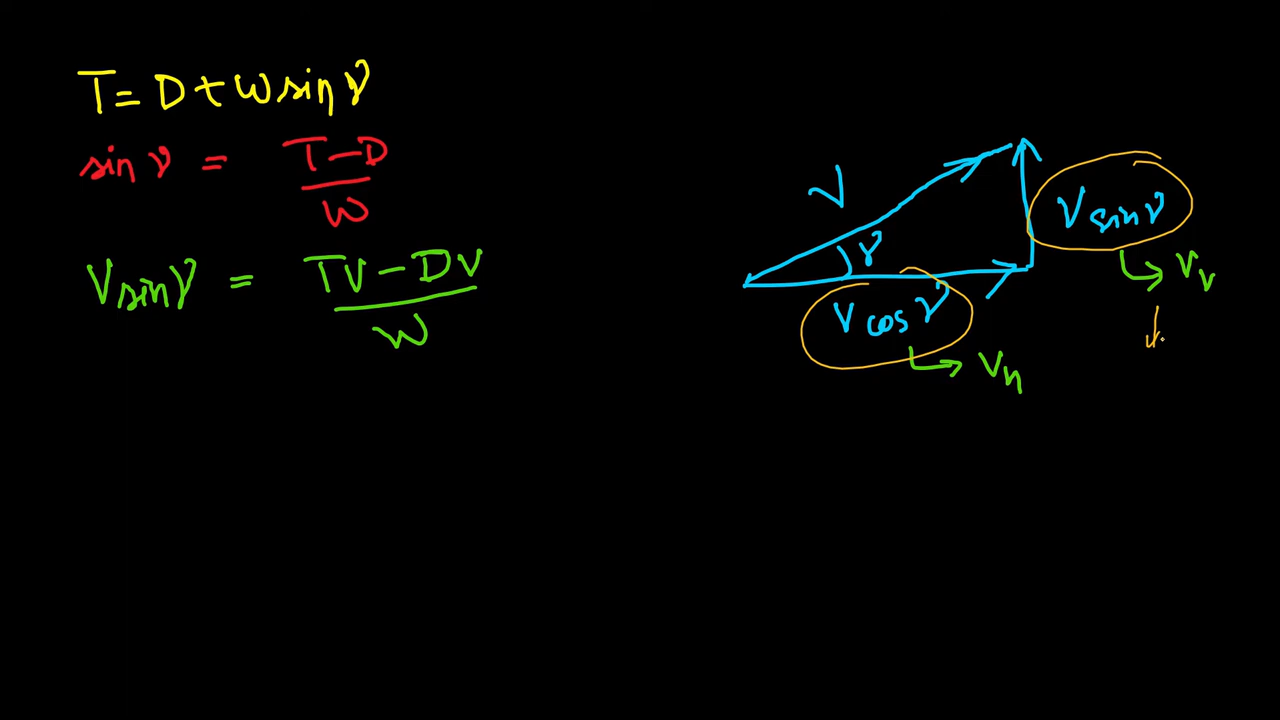 T = D + W sin γ
sin γ = (T - D) / W
V sin γ = (TV - DV) / W
V
γ
V sin γ
V cos γ
V_v
V_h